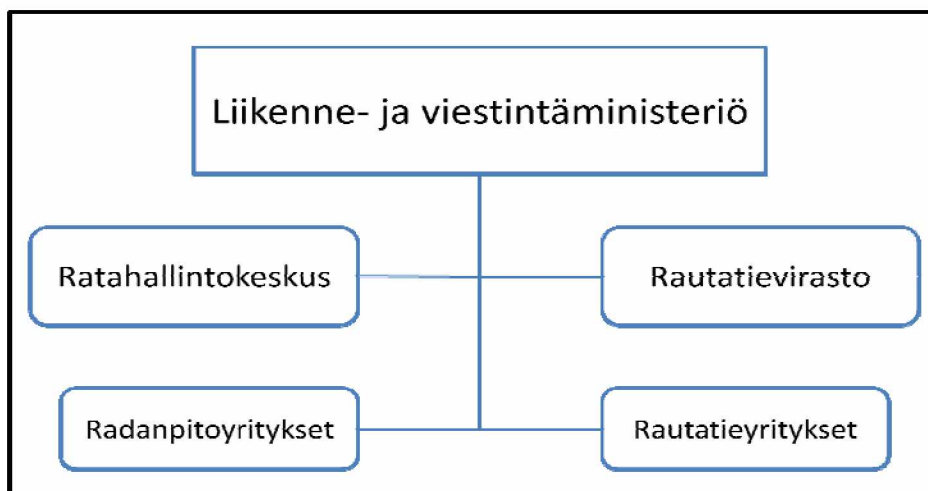 Liikenne- ja viestintäministeriö
Ratahallintokeskus
Rautatievirasto
Radanpitoyritykset
Rautatieyritykset